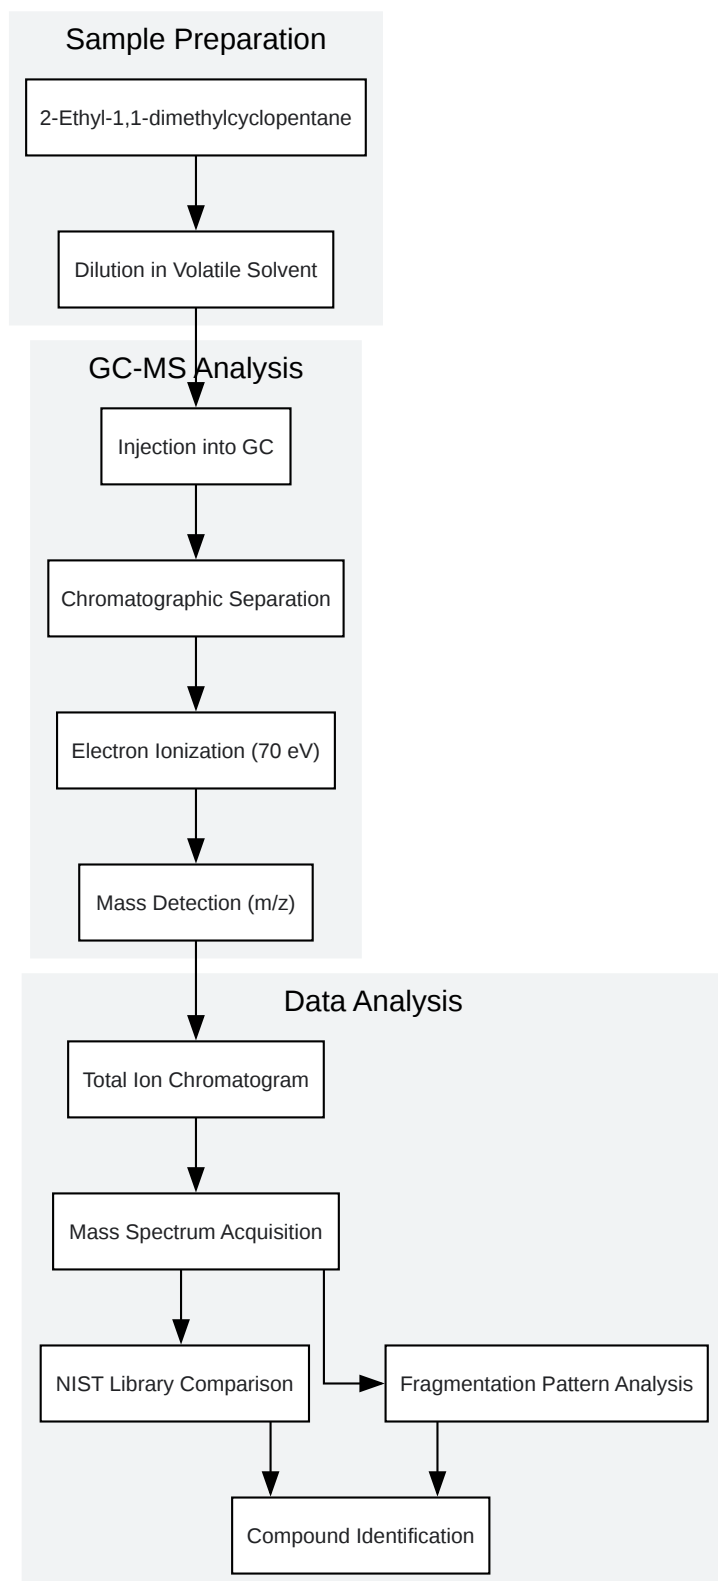 Sample Preparation
2-Ethyl-1,1-dimethylcyclopentane
Dilution in Volatile Solvent
GC-MS Analysis
Injection into GC
Chromatographic Separation
Electron Ionization (70 eV)
Mass Detection (m/z)
Data Analysis
Total Ion Chromatogram
Mass Spectrum Acquisition
NIST Library Comparison
Fragmentation Pattern Analysis
Compound Identification